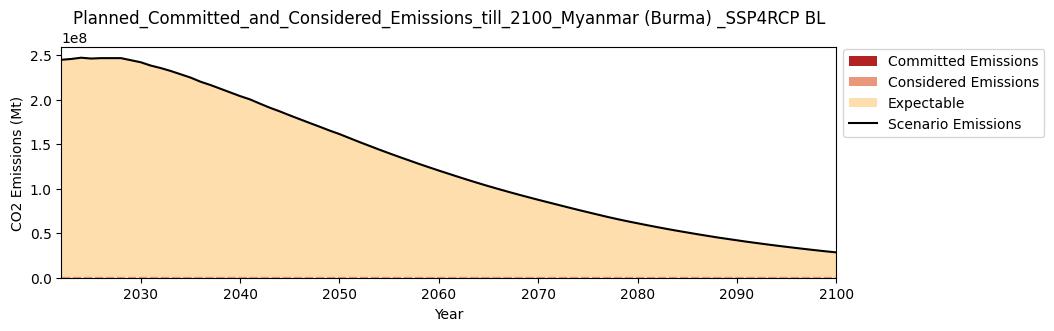 Planned_Committed_and_Considered_Emissions_till_2100_Myanmar (Burma) _SSP4RCP BL
1e8
2.5
2.0
1.5
1.0
0.5
0.0
CO2 Emissions (Mt)
2030 2040 2050 2060 2070 2080 2090 2100
Year
Committed Emissions
Considered Emissions
Expectable
Scenario Emissions